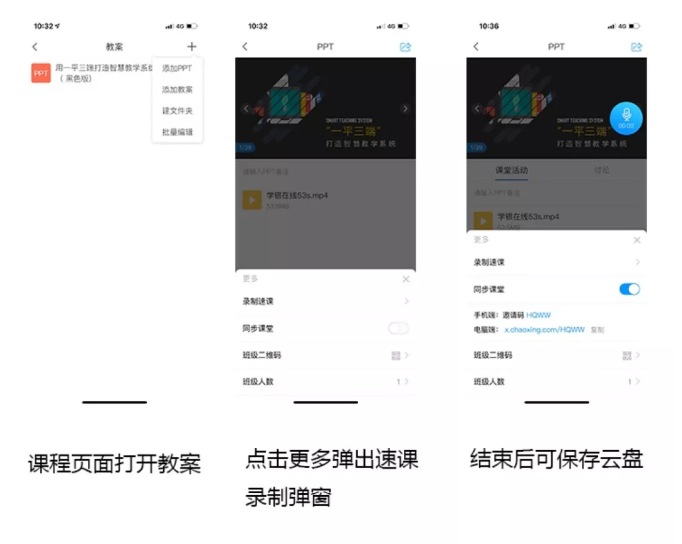 10:32
4G
教案
PPT
用一平三端打造智慧教学系统
（黑色版）
添加PPT
添加教案
建文件夹
批量编辑
课程页面打开教案
10:32
4G
PPT
SMART TEACHING SYSTEM
“一平三端”
打造智慧教学系统
1/39
请输入PPT备注
学银在线53s.mp4
53.9MB
更多
录制速课
同步课堂
班级二维码
班级人数
1
点击更多弹出速课
录制弹窗
10:36
4G
PPT
SMART TEACHING SYSTEM
“一平三端”
打造智慧教学系统
00:02
1/39
课堂活动
讨论
请输入PPT备注
学银在线53s.mp4
更多
录制速课
同步课堂
手机端：邀请码 HQWW
电脑端：x.chaoxing.com/HQWW 复制
班级二维码
班级人数
1
结束后可保存云盘